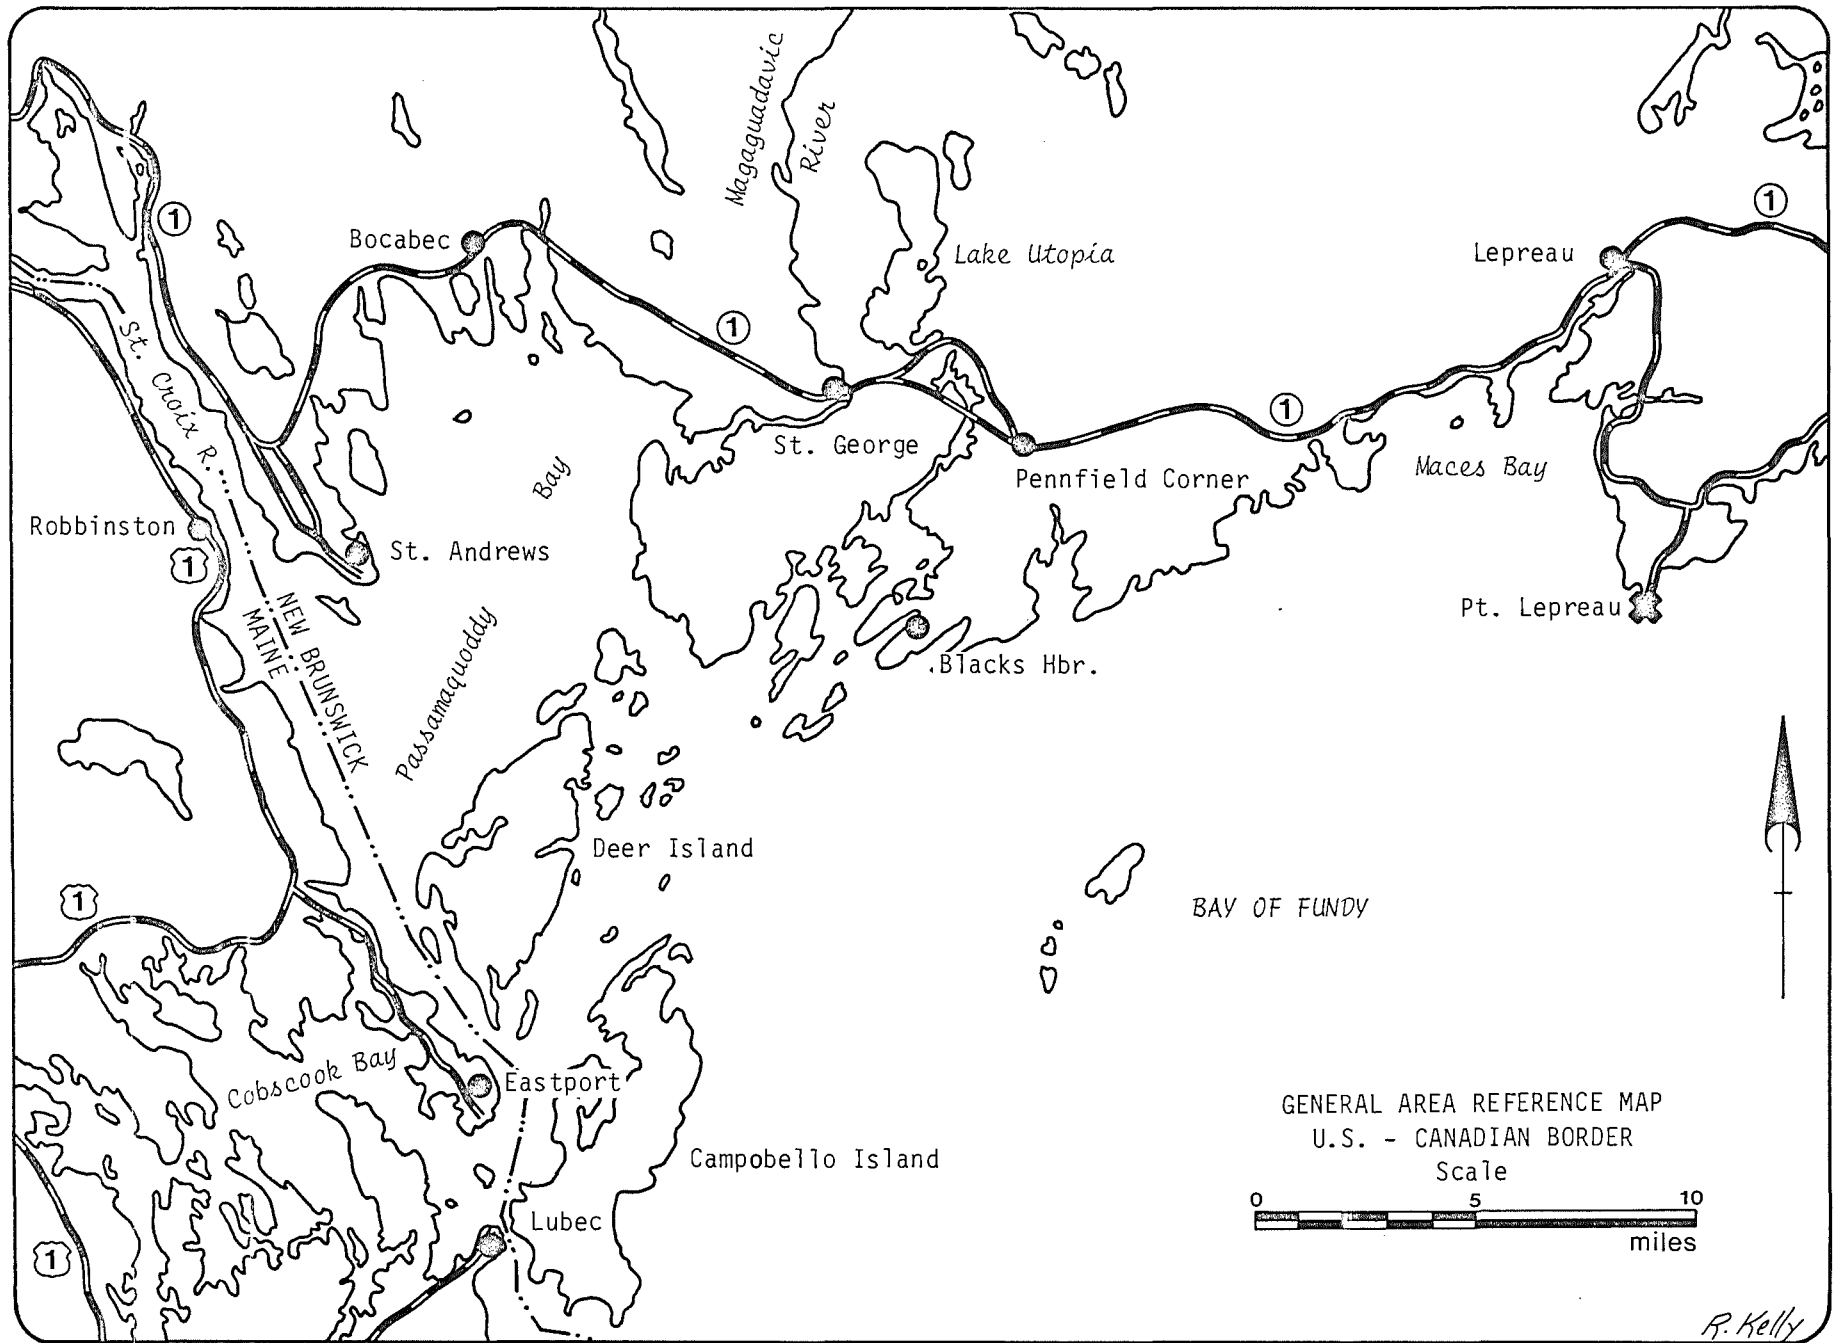 Magaguadavic
River
1
Bocabec
Lake Utopia
Lepreau
1
1
St. Croix R.
St. George
1
Pennfield Corner
Maces Bay
Robbinston
1
St. Andrews
Passamaquoddy Bay
NEW BRUNSWICK
MAINE
Pt. Lepreau
.Blacks Hbr.
Deer Island
1
BAY OF FUNDY
Cobscook Bay
Eastport
Campobello Island
Lubec
1
GENERAL AREA REFERENCE MAP
U.S. - CANADIAN BORDER
Scale
0 5 10
miles
R. Kelly